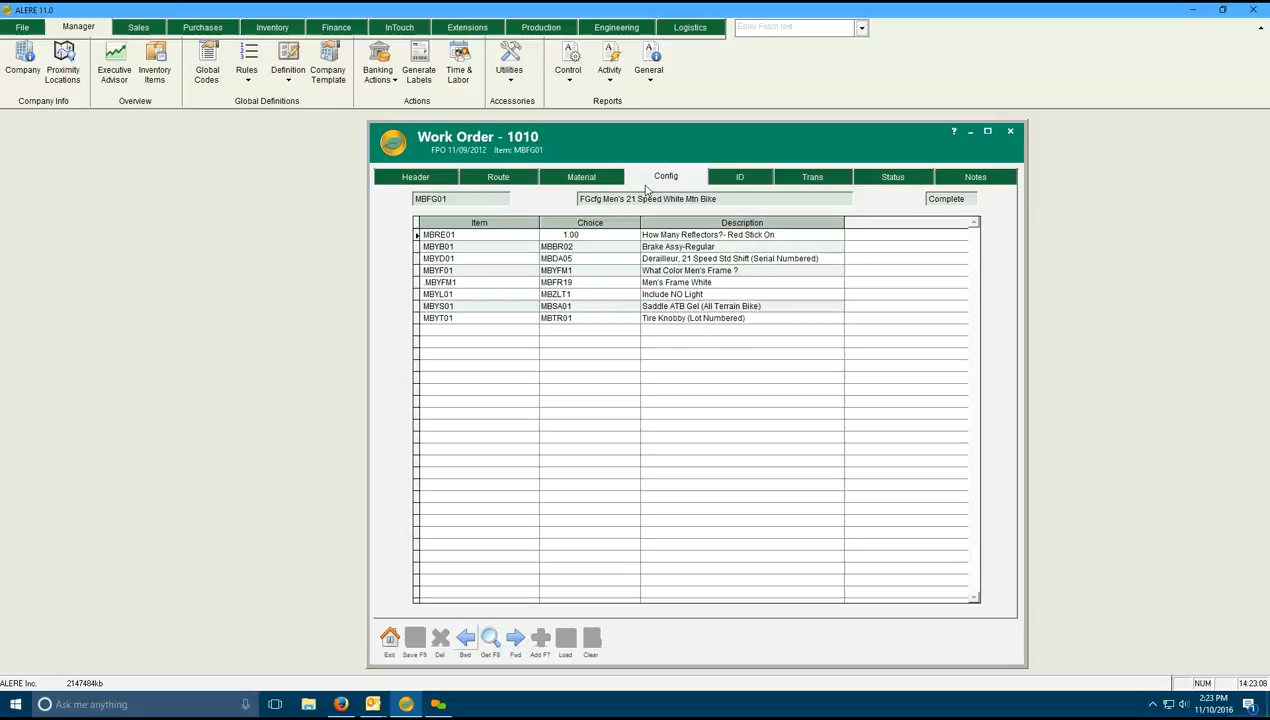 ALERE 11.0
File Manager Sales Purchases Inventory Finance InTouch Extensions Production Engineering Logistics Enter Fetch text
Company Proximity Locations Executive Advisor Inventory Items Global Codes Rules Definition Company Template Banking Actions Generate Labels Time & Labor Utilities Control Activity General
Company Info Overview Global Definitions Actions Accessories Reports
Work Order - 1010
FPO 11/09/2012 Item: MBFG01
?
Header Route Material Config ID Trans Status Notes
MBFG01 FGcfg Men's 21 Speed White Mtn Bike Complete
Item Choice Description
MBRE01 1.00 How Many Reflectors?- Red Stick On
MBYB01 MBBR02 Brake Assy-Regular
MBYD01 MBDA05 Derailleur, 21 Speed Std Shift (Serial Numbered)
MBYF01 MBYFM1 What Color Men's Frame ?
.MBYFM1 MBFR19 Men's Frame White
MBYL01 MBZLT1 Include NO Light
MBYS01 MBSA01 Saddle ATB Gel (All Terrain Bike)
MBYT01 MBTR01 Tire Knobby (Lot Numbered)
Exit Save F9 Del Bwd Get F8 Fwd Add F7 Load Clear
ALERE Inc. 2147484kb NUM 14:23:08
Ask me anything 2:23 PM
11/10/2016